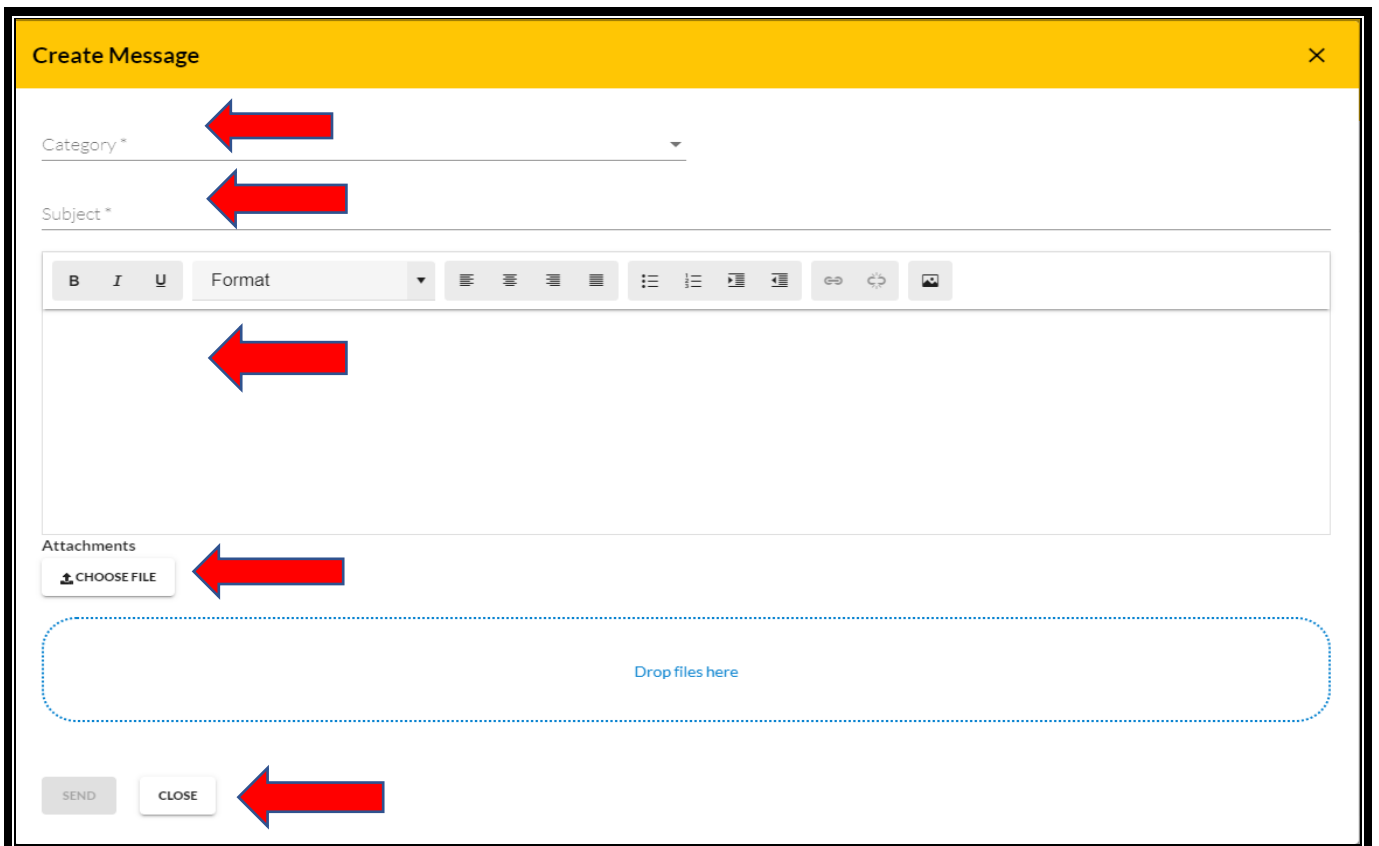 Create Message
Category *
Subject *
B I U Format
Attachments
CHOOSE FILE
Drop files here
SEND CLOSE